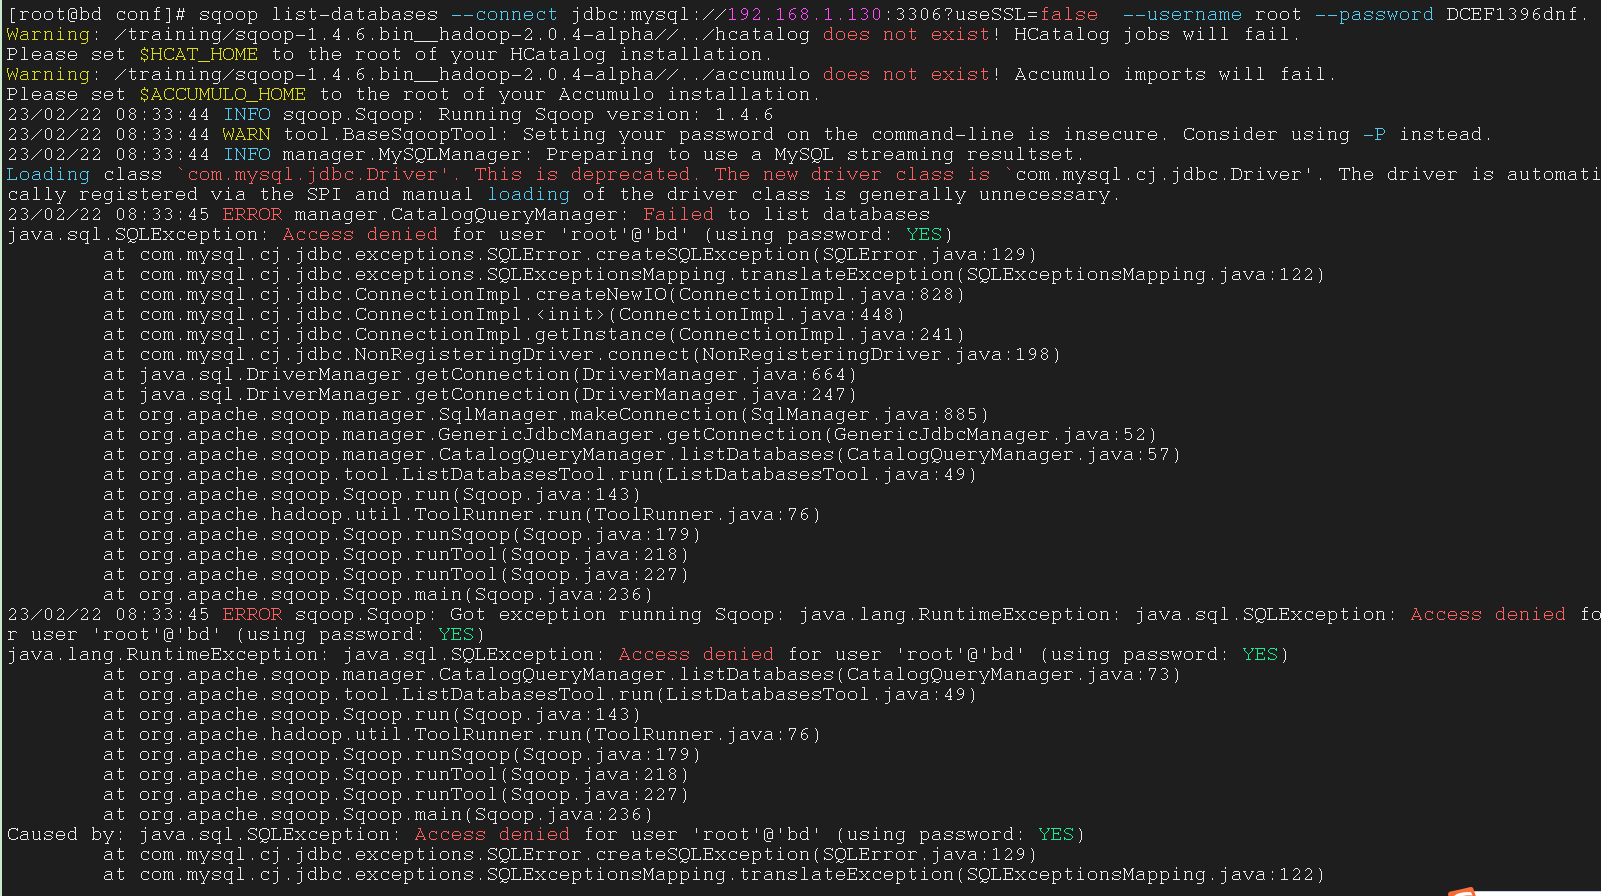 [root@bd conf]# sqoop list-databases --connect jdbc:mysql://192.168.1.130:3306?useSSL=false  --username root --password DCEF1396dnf.
Warning: /training/sqoop-1.4.6.bin__hadoop-2.0.4-alpha//../hcatalog does not exist! HCatalog jobs will fail.
Please set $HCAT_HOME to the root of your HCatalog installation.
Warning: /training/sqoop-1.4.6.bin__hadoop-2.0.4-alpha//../accumulo does not exist! Accumulo imports will fail.
Please set $ACCUMULO_HOME to the root of your Accumulo installation.
23/02/22 08:33:44 INFO sqoop.Sqoop: Running Sqoop version: 1.4.6
23/02/22 08:33:44 WARN tool.BaseSqoopTool: Setting your password on the command-line is insecure. Consider using -P instead.
23/02/22 08:33:44 INFO manager.MySQLManager: Preparing to use a MySQL streaming resultset.
Loading class `com.mysql.jdbc.Driver'. This is deprecated. The new driver class is `com.mysql.cj.jdbc.Driver'. The driver is automati
cally registered via the SPI and manual loading of the driver class is generally unnecessary.
23/02/22 08:33:45 ERROR manager.CatalogQueryManager: Failed to list databases
java.sql.SQLException: Access denied for user 'root'@'bd' (using password: YES)
        at com.mysql.cj.jdbc.exceptions.SQLError.createSQLException(SQLError.java:129)
        at com.mysql.cj.jdbc.exceptions.SQLExceptionsMapping.translateException(SQLExceptionsMapping.java:122)
        at com.mysql.cj.jdbc.ConnectionImpl.createNewIO(ConnectionImpl.java:828)
        at com.mysql.cj.jdbc.ConnectionImpl.<init>(ConnectionImpl.java:448)
        at com.mysql.cj.jdbc.ConnectionImpl.getInstance(ConnectionImpl.java:241)
        at com.mysql.cj.jdbc.NonRegisteringDriver.connect(NonRegisteringDriver.java:198)
        at java.sql.DriverManager.getConnection(DriverManager.java:664)
        at java.sql.DriverManager.getConnection(DriverManager.java:247)
        at org.apache.sqoop.manager.SqlManager.makeConnection(SqlManager.java:885)
        at org.apache.sqoop.manager.GenericJdbcManager.getConnection(GenericJdbcManager.java:52)
        at org.apache.sqoop.manager.CatalogQueryManager.listDatabases(CatalogQueryManager.java:57)
        at org.apache.sqoop.tool.ListDatabasesTool.run(ListDatabasesTool.java:49)
        at org.apache.sqoop.Sqoop.run(Sqoop.java:143)
        at org.apache.hadoop.util.ToolRunner.run(ToolRunner.java:76)
        at org.apache.sqoop.Sqoop.runSqoop(Sqoop.java:179)
        at org.apache.sqoop.Sqoop.runTool(Sqoop.java:218)
        at org.apache.sqoop.Sqoop.runTool(Sqoop.java:227)
        at org.apache.sqoop.Sqoop.main(Sqoop.java:236)
23/02/22 08:33:45 ERROR sqoop.Sqoop: Got exception running Sqoop: java.lang.RuntimeException: java.sql.SQLException: Access denied fo
r user 'root'@'bd' (using password: YES)
java.lang.RuntimeException: java.sql.SQLException: Access denied for user 'root'@'bd' (using password: YES)
        at org.apache.sqoop.manager.CatalogQueryManager.listDatabases(CatalogQueryManager.java:73)
        at org.apache.sqoop.tool.ListDatabasesTool.run(ListDatabasesTool.java:49)
        at org.apache.sqoop.Sqoop.run(Sqoop.java:143)
        at org.apache.hadoop.util.ToolRunner.run(ToolRunner.java:76)
        at org.apache.sqoop.Sqoop.runSqoop(Sqoop.java:179)
        at org.apache.sqoop.Sqoop.runTool(Sqoop.java:218)
        at org.apache.sqoop.Sqoop.runTool(Sqoop.java:227)
        at org.apache.sqoop.Sqoop.main(Sqoop.java:236)
Caused by: java.sql.SQLException: Access denied for user 'root'@'bd' (using password: YES)
        at com.mysql.cj.jdbc.exceptions.SQLError.createSQLException(SQLError.java:129)
        at com.mysql.cj.jdbc.exceptions.SQLExceptionsMapping.translateException(SQLExceptionsMapping.java:122)